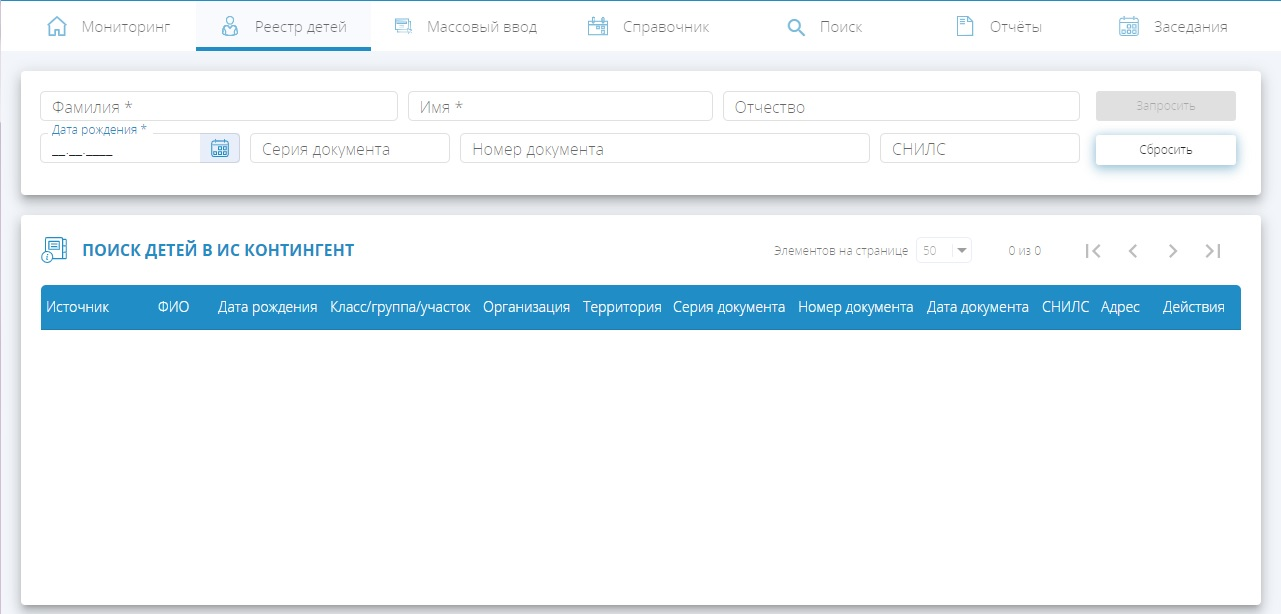 Мониторинг Реестр детей Массовый ввод Справочник Поиск Отчёты Заседания
Фамилия * Имя * Отчество Запросить
Дата рождения *
__.__.____ Серия документа Номер документа СНИЛС Сбросить
ПОИСК ДЕТЕЙ В ИС КОНТИНГЕНТ Элементов на странице 50 0 из 0
Источник ФИО Дата рождения Класс/группа/участок Организация Территория Серия документа Номер документа Дата документа СНИЛС Адрес Действия